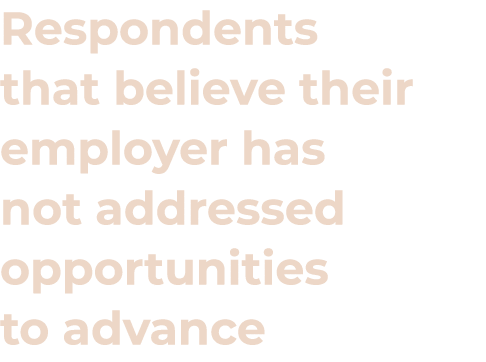 Respondents
that believe their
employer has
not addressed
opportunities
to advance